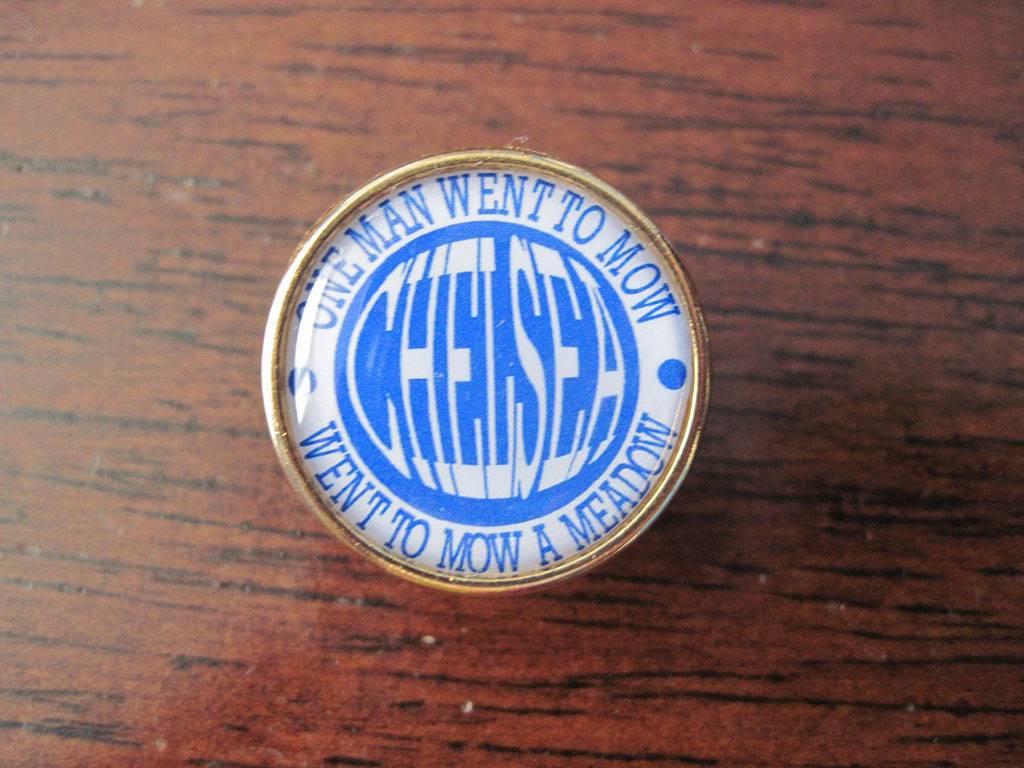 ONE MAN WENT TO MOW
CHELSEA
WENT TO MOW A MEADOW